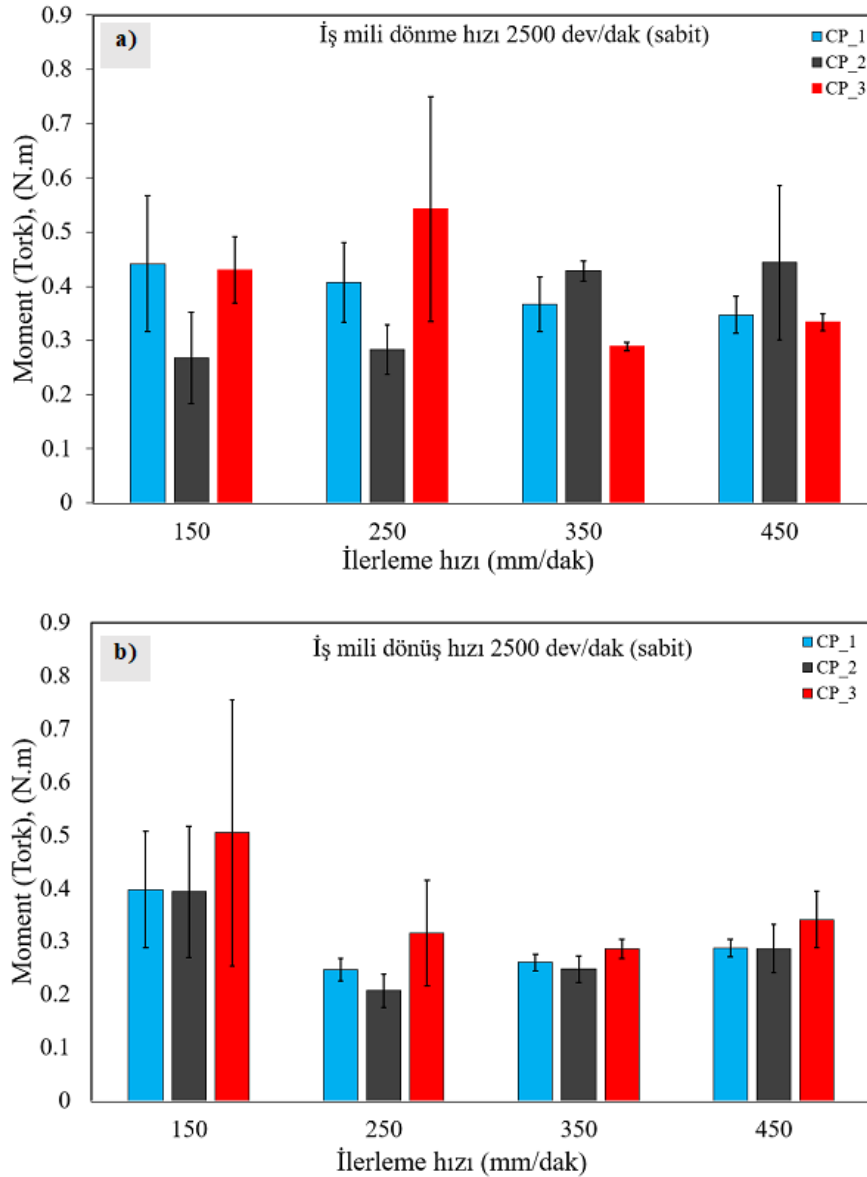 a)
İş mili dönme hızı 2500 dev/dak (sabit)
CP_1
CP_2
CP_3
Moment (Tork), (N.m)
0.9
0.8
0.7
0.6
0.5
0.4
0.3
0.2
0.1
0
150 250 350 450
İlerleme hızı (mm/dak)
b)
İş mili dönüş hızı 2500 dev/dak (sabit)
CP_1
CP_2
CP_3
Moment (Tork), (N.m)
0.9
0.8
0.7
0.6
0.5
0.4
0.3
0.2
0.1
0
150 250 350 450
İlerleme hızı (mm/dak)